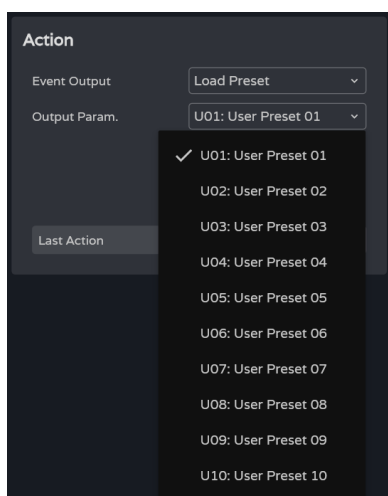 Action
Event Output
Load Preset
Output Param.
U01: User Preset 01
U01: User Preset 01
U02: User Preset 02
U03: User Preset 03
Last Action
U04: User Preset 04
U05: User Preset 05
U06: User Preset 06
U07: User Preset 07
U08: User Preset 08
U09: User Preset 09
U10: User Preset 10